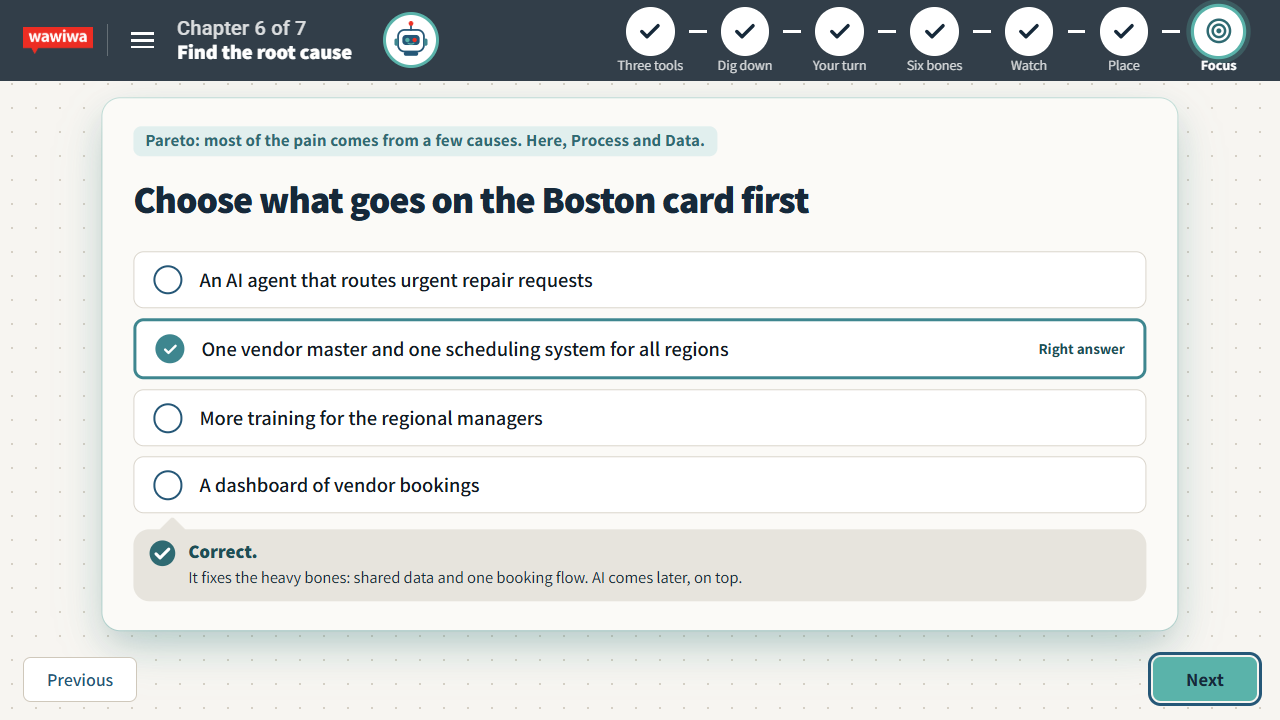 wawiwa
Chapter 6 of 7
Find the root cause
Three tools
Dig down
Your turn
Six bones
Watch
Place
Focus
Pareto: most of the pain comes from a few causes. Here, Process and Data.
Choose what goes on the Boston card first
An AI agent that routes urgent repair requests
One vendor master and one scheduling system for all regions
Right answer
More training for the regional managers
A dashboard of vendor bookings
Correct.
It fixes the heavy bones: shared data and one booking flow. AI comes later, on top.
Previous
Next